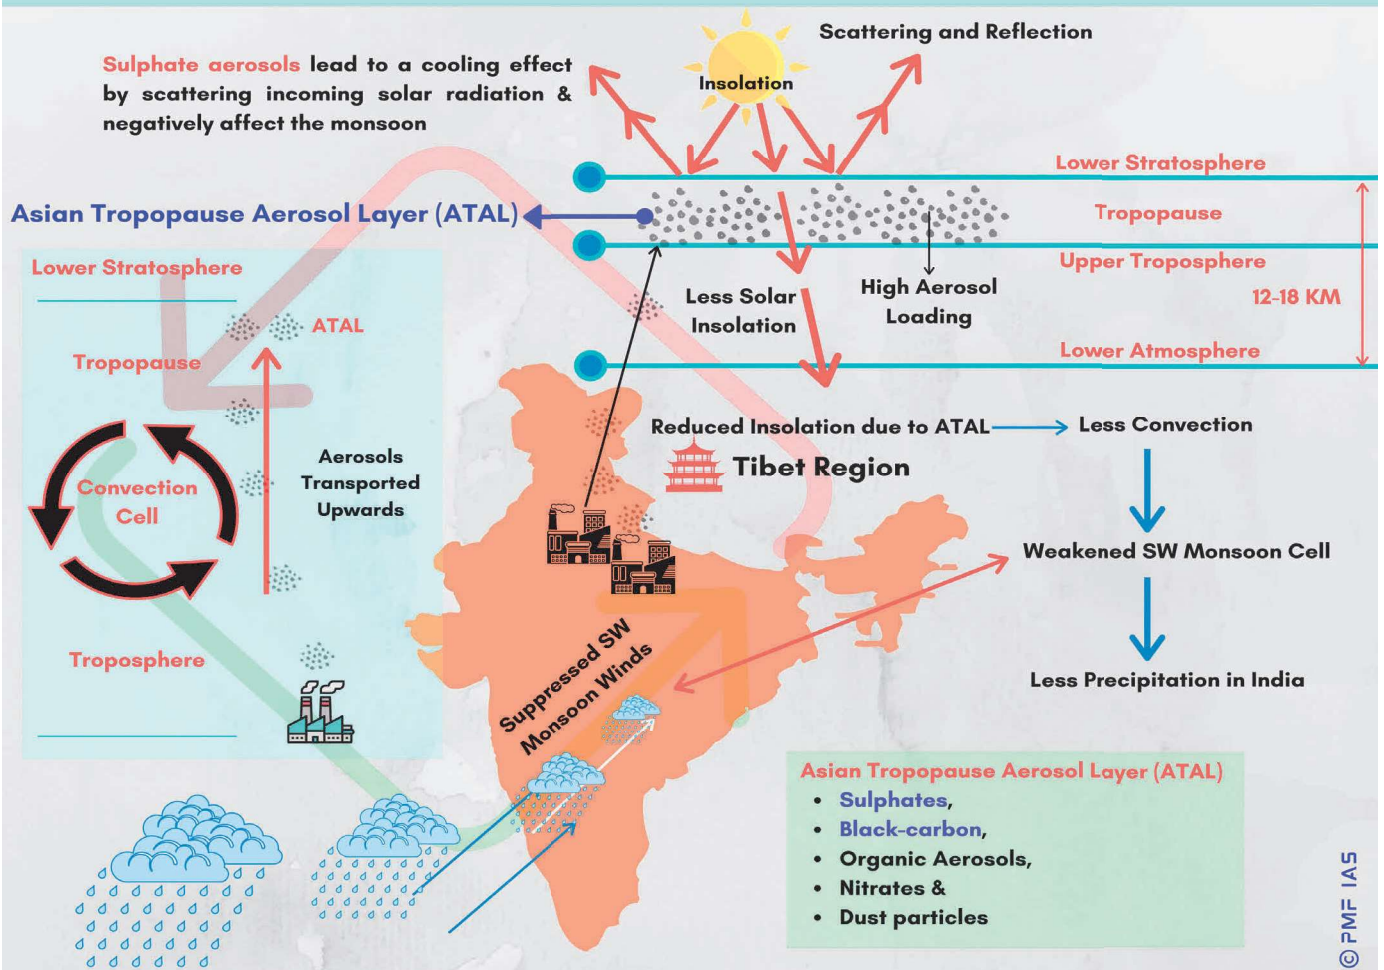 Scattering and Reflection
Sulphate aerosols lead to a cooling effect
by scattering incoming solar radiation &
negatively affect the monsoon
Insolation
Lower Stratosphere
Asian Tropopause Aerosol Layer (ATAL)
Tropopause
Upper Troposphere
12-18 KM
High Aerosol
Loading
Less Solar
Insolation
Lower Atmosphere
Lower Stratosphere
ATAL
Tropopause
Convection
Cell
Aerosols
Transported
Upwards
Troposphere
Reduced Insolation due to ATAL
Less Convection
Tibet Region
Weakened SW Monsoon Cell
Less Precipitation in India
Suppressed SW
Monsoon Winds
Asian Tropopause Aerosol Layer (ATAL)
• Sulphates,
• Black-carbon,
• Organic Aerosols,
• Nitrates &
• Dust particles
© PMF IAS